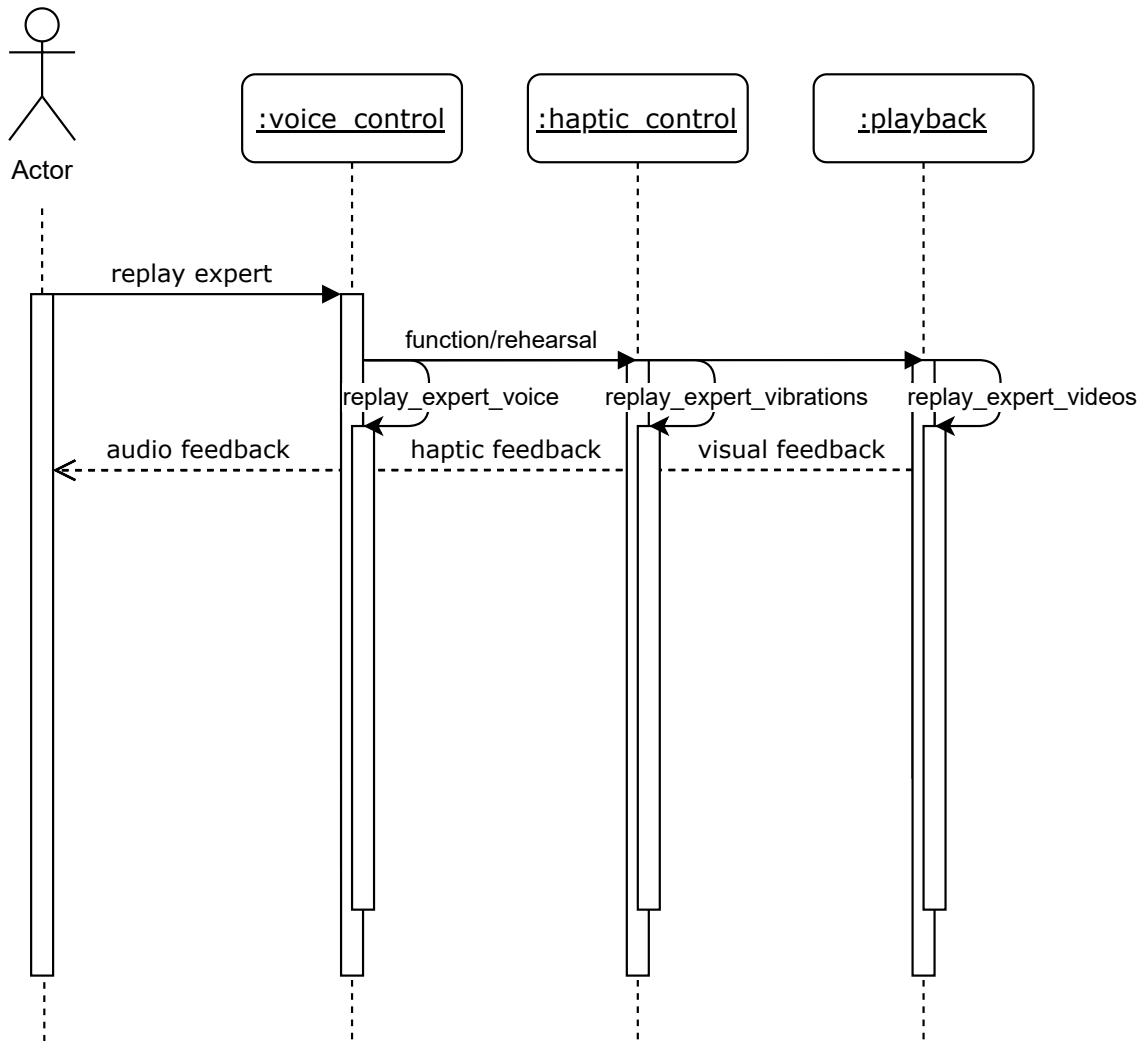 Actor
:voice_control
:haptic_control
:playback
replay expert
function/rehearsal
replay_expert_voice
replay_expert_vibrations
replay_expert_videos
audio feedback
haptic feedback
visual feedback